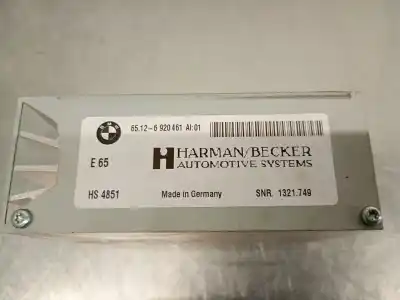 BMW
65.12-6 920 461 AI:01
E 65
HARMAN/BECKER
AUTOMOTIVE SYSTEMS
HS 4851
Made in Germany
SNR. 1321.749